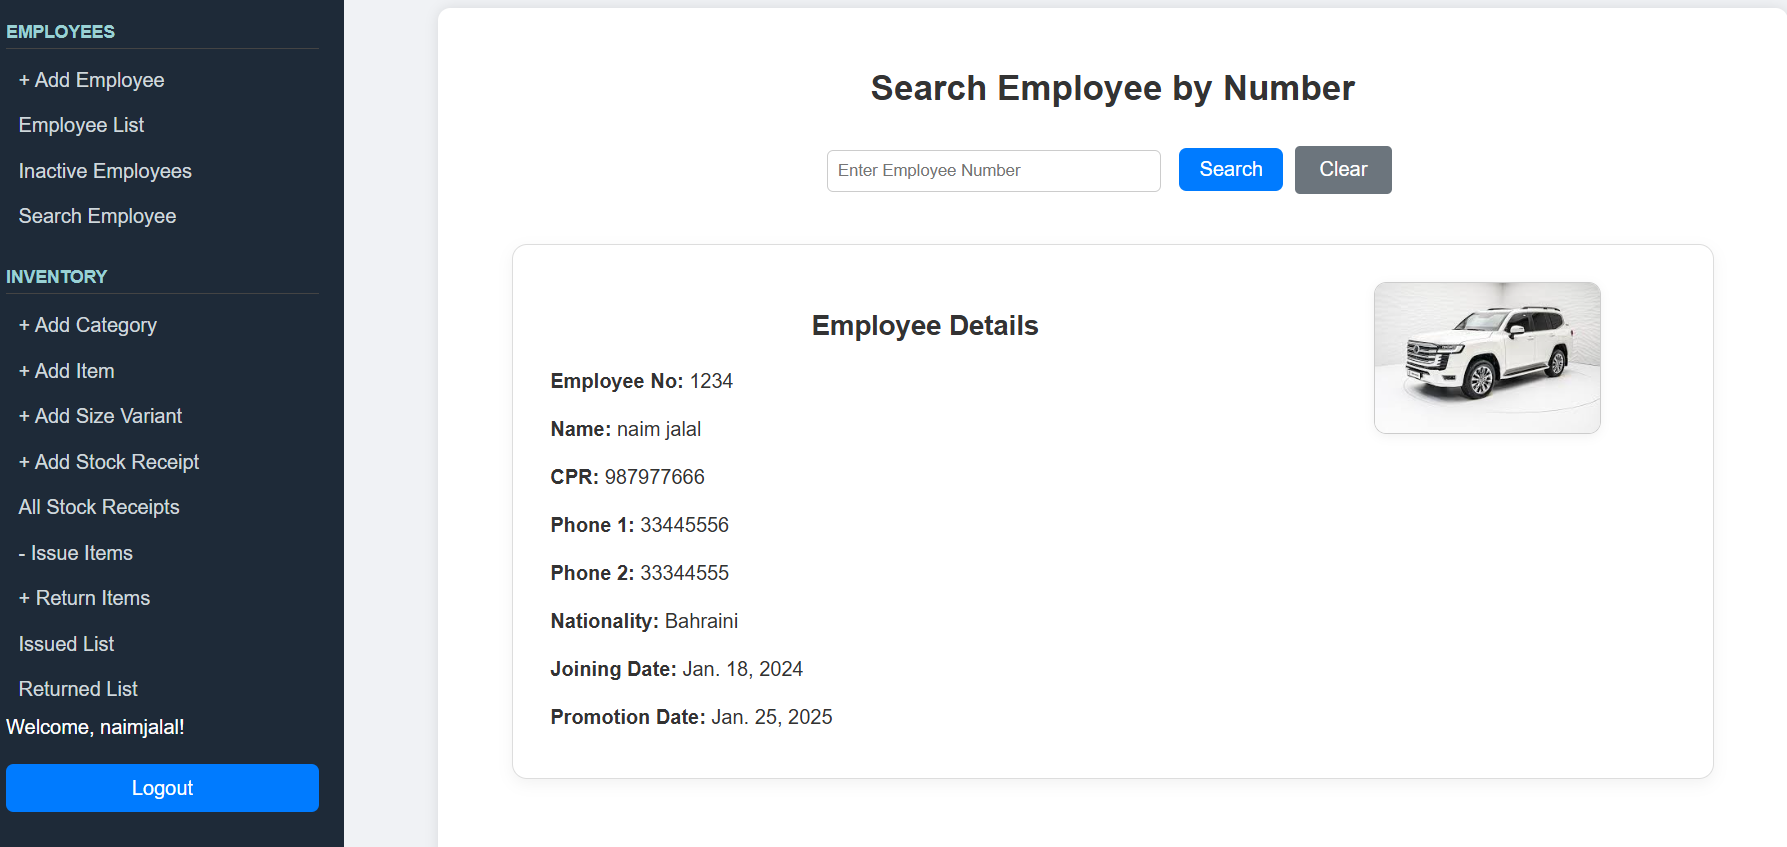 EMPLOYEES
+ Add Employee
Employee List
Inactive Employees
Search Employee
INVENTORY
+ Add Category
+ Add Item
+ Add Size Variant
+ Add Stock Receipt
All Stock Receipts
- Issue Items
+ Return Items
Issued List
Returned List
Welcome, naimjalal!
Logout
Search Employee by Number
Enter Employee Number
Search
Clear
Employee Details
Employee No: 1234
Name: naim jalal
CPR: 987977666
Phone 1: 33445556
Phone 2: 33344555
Nationality: Bahraini
Joining Date: Jan. 18, 2024
Promotion Date: Jan. 25, 2025